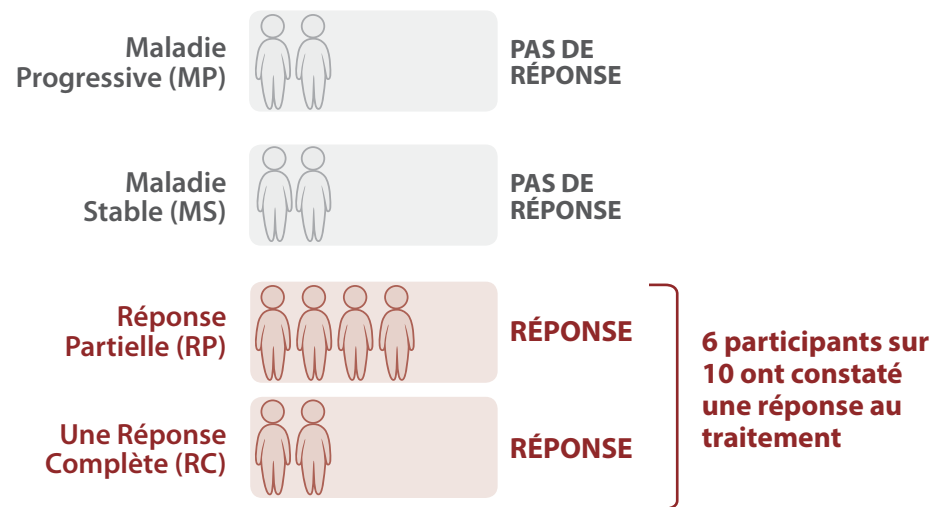 Maladie
Progressive (MP)
PAS DE
RÉPONSE
Maladie
Stable (MS)
PAS DE
RÉPONSE
Réponse
Partielle (RP)
RÉPONSE
Une Réponse
Complète (RC)
RÉPONSE
6 participants sur
10 ont constaté
une réponse au
traitement